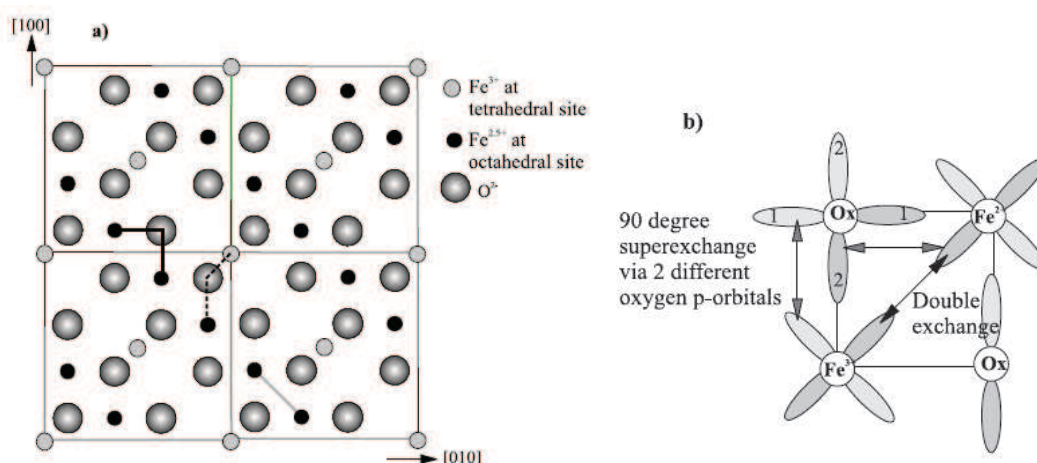 [100]
a)
Fe³⁺ at
tetrahedral site
Fe²·⁵⁺ at
octahedral site
O²⁻
[010]
b)
2
1
Ox
1
Fe²
90 degree
superexchange
via 2 different
oxygen p-orbitals
2
Double
exchange
Fe³
Ox